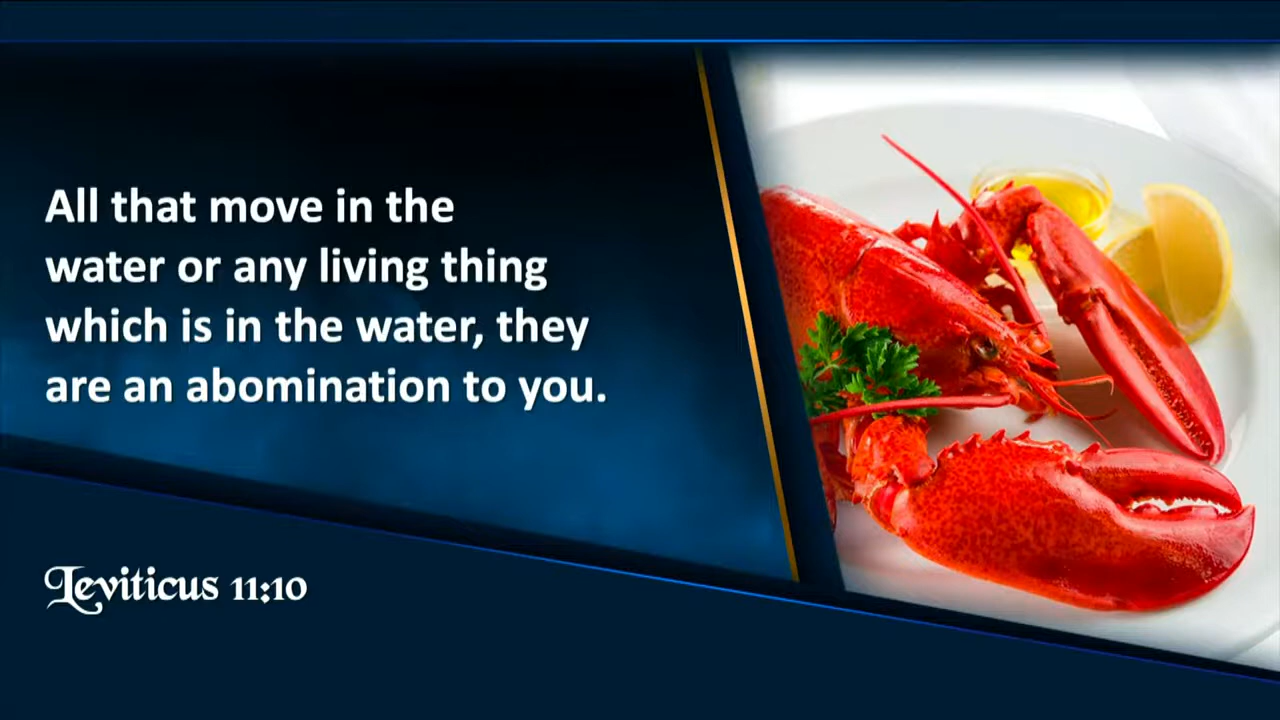 All that move in the
water or any living thing
which is in the water, they
are an abomination to you.
Leviticus 11:10